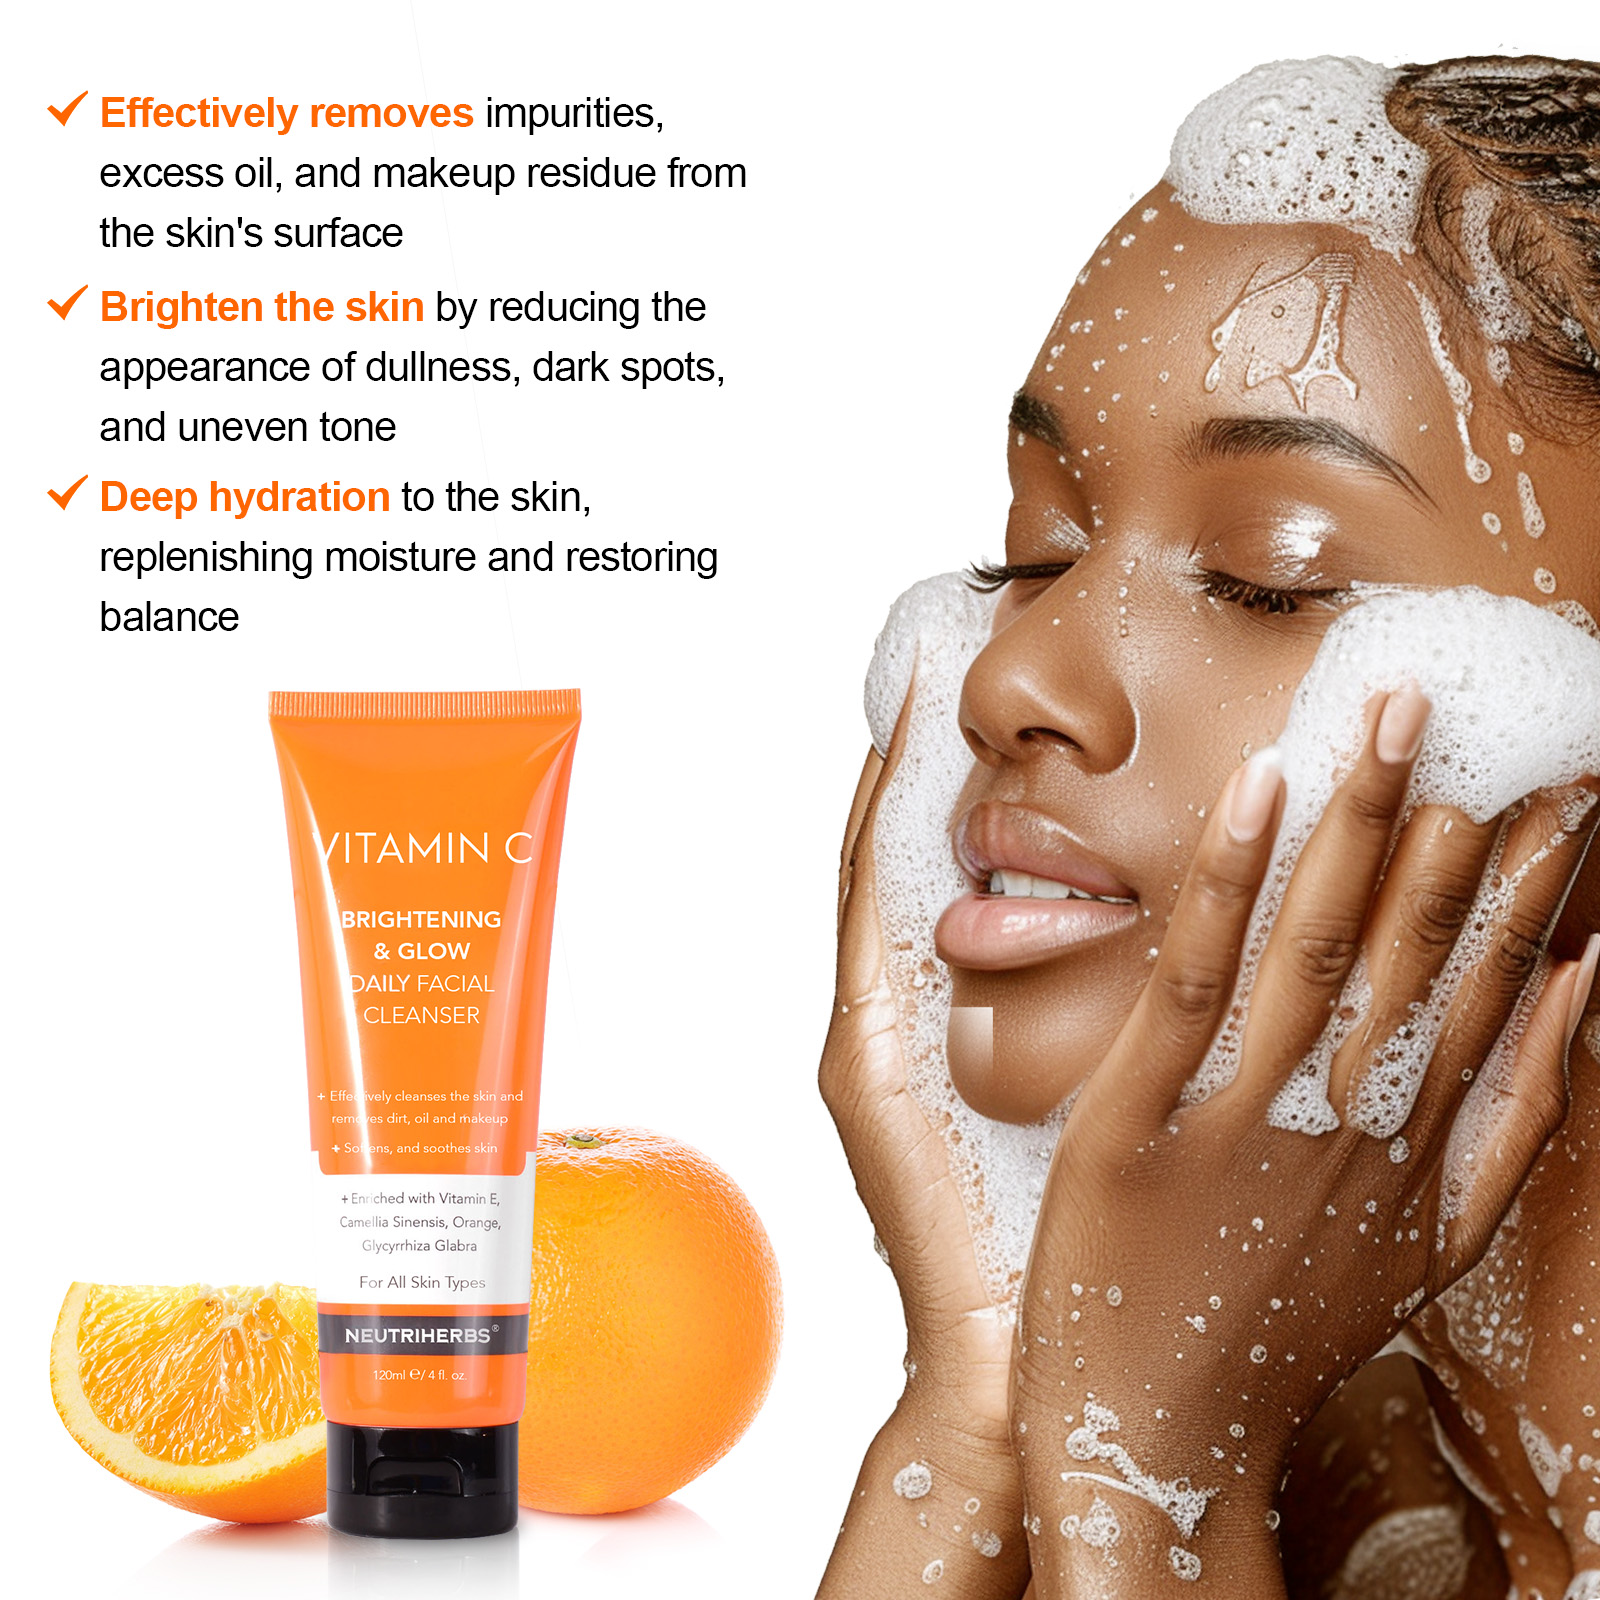 Effectively removes impurities,
excess oil, and makeup residue from
the skin's surface
Brighten the skin by reducing the
appearance of dullness, dark spots,
and uneven tone
Deep hydration to the skin,
replenishing moisture and restoring
balance
VITAMIN C
BRIGHTENING
& GLOW
DAILY FACIAL
CLEANSER
+ Effectively cleanses the skin and
removes dirt, oil and makeup
+ Softens, and soothes skin
+ Enriched with Vitamin E,
Camellia Sinensis, Orange,
Glycyrrhiza Glabra
For All Skin Types
NEUTRIHERBS®
120ml ℮/ 4 fl. oz.